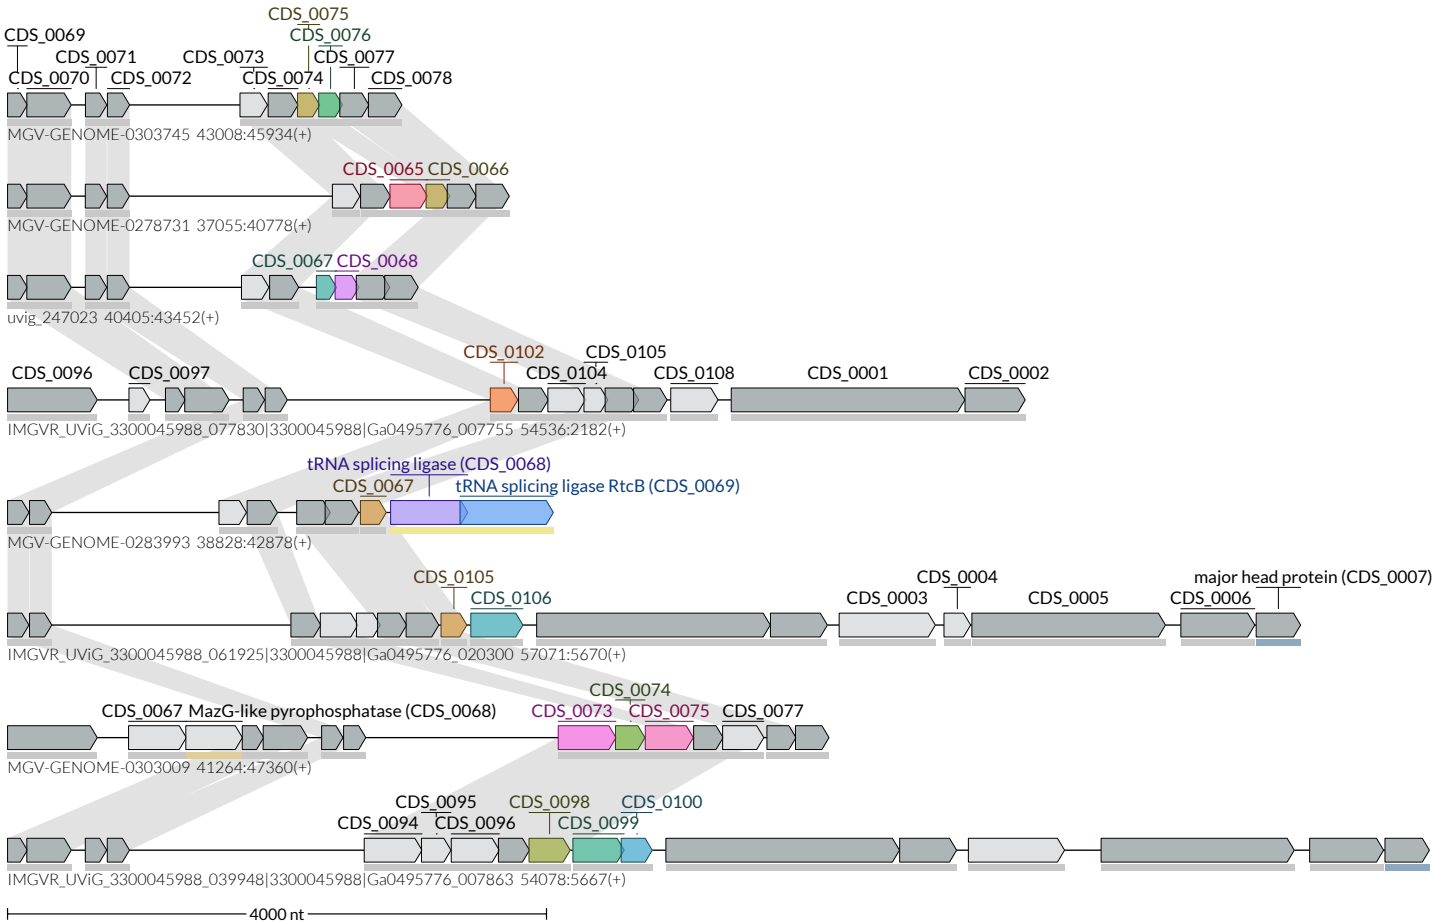 CDS_0075
CDS_0069 CDS_0076
CDS_0071 CDS_0073 CDS_0077
CDS_0070 CDS_0072 CDS_0074 CDS_0078
MGV-GENOME-0303745 43008:45934(+)
CDS_0065 CDS_0066
MGV-GENOME-0278731 37055:40778(+)
CDS_0067 CDS_0068
uvig_247023 40405:43452(+)
CDS_0102 CDS_0105
CDS_0096 CDS_0097 CDS_0104 CDS_0108 CDS_0001 CDS_0002
IMGVR_UViG_3300045988_077830|3300045988|Ga0495776_007755 54536:2182(+)
tRNA splicing ligase (CDS_0068)
CDS_0067 tRNA splicing ligase RtcB (CDS_0069)
MGV-GENOME-0283993 38828:42878(+)
CDS_0105 CDS_0004 major head protein (CDS_0007)
CDS_0106 CDS_0003 CDS_0005 CDS_0006
IMGVR_UViG_3300045988_061925|3300045988|Ga0495776_020300 57071:5670(+)
CDS_0074
CDS_0067 MazG-like pyrophosphatase (CDS_0068) CDS_0073 CDS_0075 CDS_0077
MGV-GENOME-0303009 41264:47360(+)
CDS_0095 CDS_0098 CDS_0100
CDS_0094 CDS_0096 CDS_0099
IMGVR_UViG_3300045988_039948|3300045988|Ga0495776_007863 54078:5667(+)
4000 nt